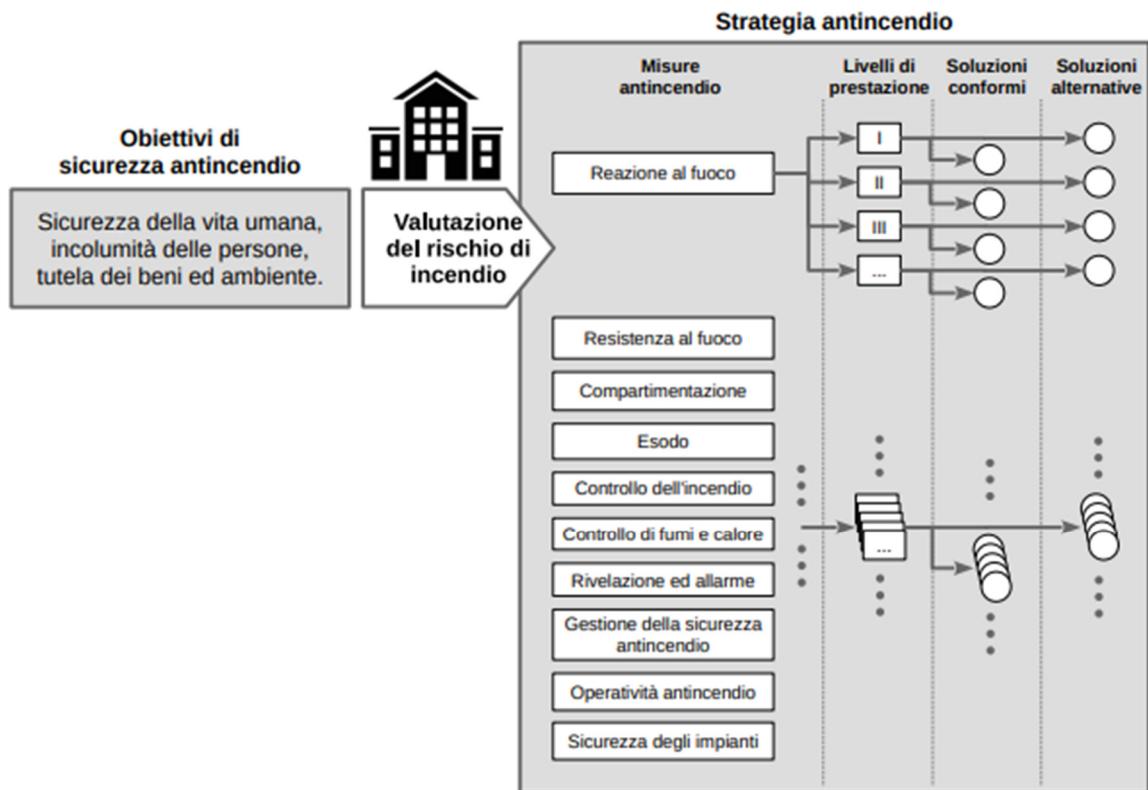 Strategia antincendio
Obiettivi di
sicurezza antincendio
Sicurezza della vita umana,
incolumità delle persone,
tutela dei beni ed ambiente.
Valutazione
del rischio di
incendio
Misure
antincendio
Livelli di
prestazione
Soluzioni
conformi
Soluzioni
alternative
Reazione al fuoco
I
II
III
...
Resistenza al fuoco
Compartimentazione
Esodo
Controllo dell'incendio
Controllo di fumi e calore
...
Rivelazione ed allarme
Gestione della sicurezza
antincendio
Operatività antincendio
Sicurezza degli impianti